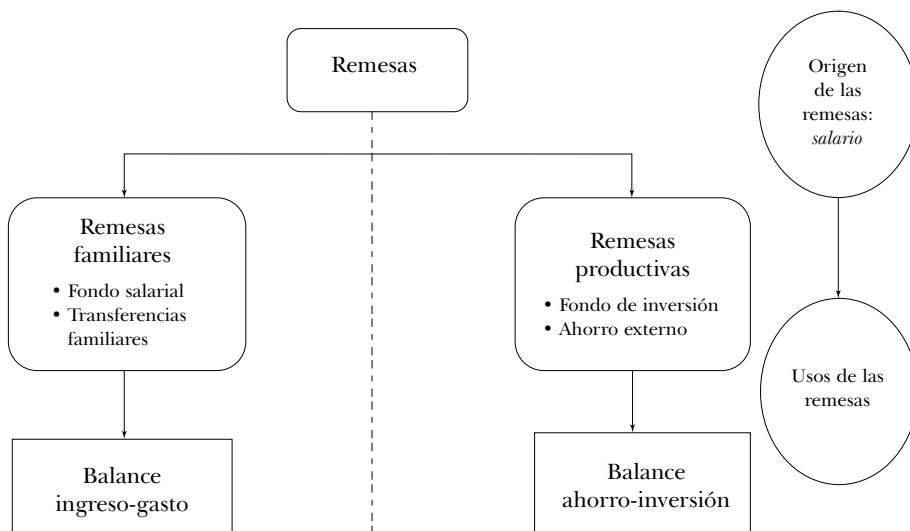 Remesas
Origen
de las
remesas:
salario
Remesas
familiares
• Fondo salarial
• Transferencias
familiares
Remesas
productivas
• Fondo de inversión
• Ahorro externo
Usos de las
remesas
Balance
ingreso-gasto
Balance
ahorro-inversión